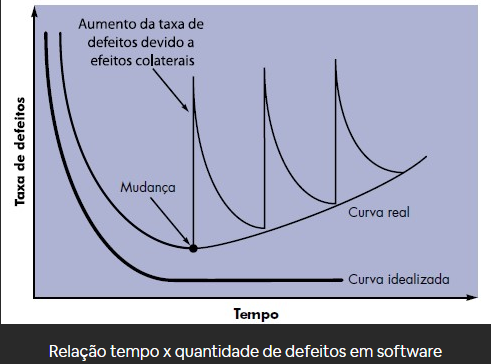 Aumento da taxa de
defeitos devido a
efeitos colaterais
Taxa de defeitos
Mudança
Curva real
Curva idealizada
Tempo
Relação tempo x quantidade de defeitos em software